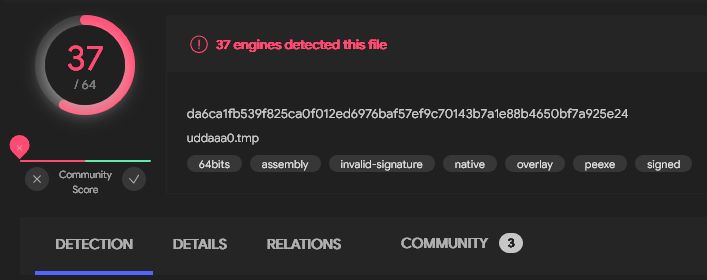 37
/ 64
Community
Score
37 engines detected this file
da6ca1fb539f825ca0f012ed6976baf57ef9c70143b7a1e88b4650bf7a925e24
uddaaa0.tmp
64bits assembly invalid-signature native overlay peexe signed
DETECTION DETAILS RELATIONS COMMUNITY 3